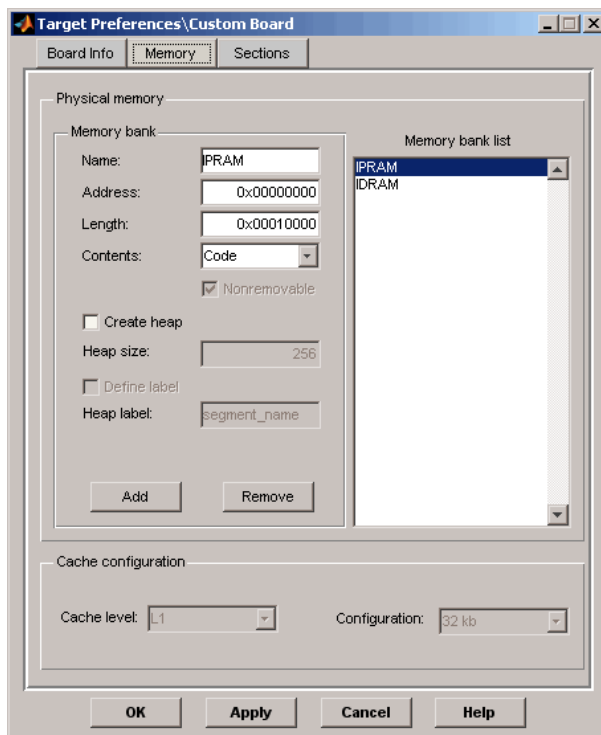 Target Preferences\Custom Board
Board Info Memory Sections
Physical memory
Memory bank
Memory bank list
Name: IPRAM
Address: 0x00000000
Length: 0x00010000
Contents: Code
Nonremovable
Create heap
Heap size: 256
Define label
Heap label: segment_name
Add Remove
IPRAM
IDRAM
Cache configuration
Cache level: L1 Configuration: 32 kb
OK Apply Cancel Help